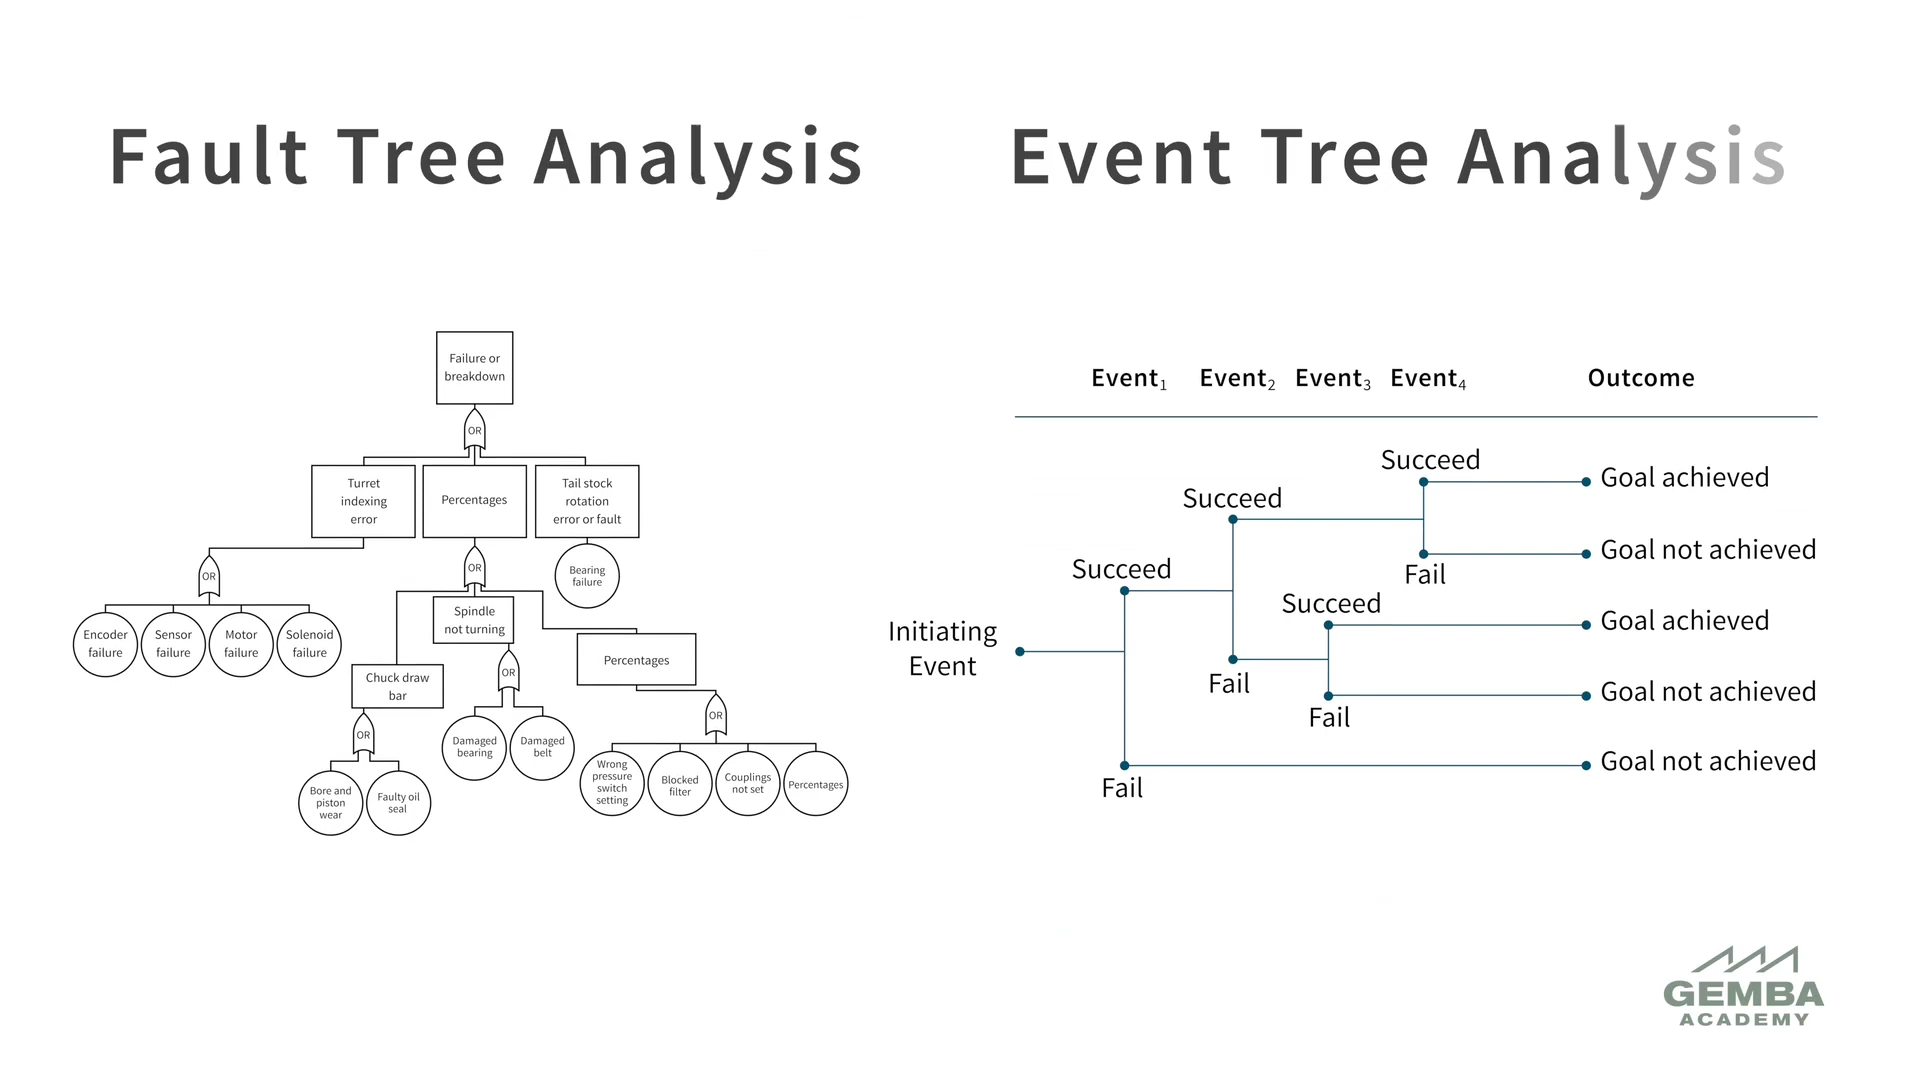 Fault Tree Analysis
Event Tree Analysis
Failure or
breakdown
OR
Turret
indexing
error
Percentages
Tail stock
rotation
error or fault
OR
OR
Bearing
failure
Encoder
failure
Sensor
failure
Motor
failure
Solenoid
failure
Spindle
not turning
Percentages
Chuck draw
bar
OR
OR
OR
Damaged
bearing
Damaged
belt
Wrong
pressure
switch
setting
Blocked
filter
Couplings
not set
Percentages
Bore and
piston
wear
Faulty oil
seal
Event1 Event2 Event3 Event4 Outcome
Initiating
Event
Succeed
Fail
Succeed
Fail
Succeed
Fail
Succeed
Fail
Goal achieved
Goal not achieved
Goal achieved
Goal not achieved
Goal not achieved
GEMBA
ACADEMY